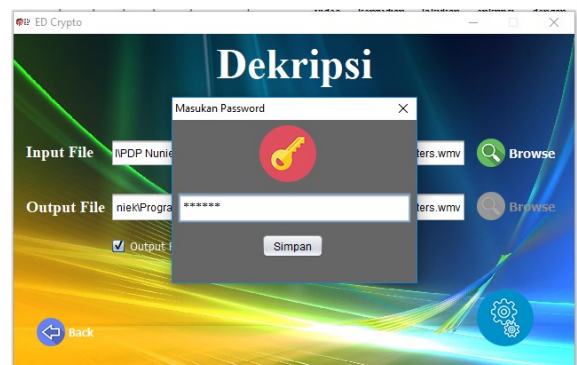 ED Crypto
Dekripsi
Masukan Password
Input File I\PDP Nunie ters.wmv Browse
Output File niek\Progra ****** ters.wmv Browse
Output F Simpan
Back